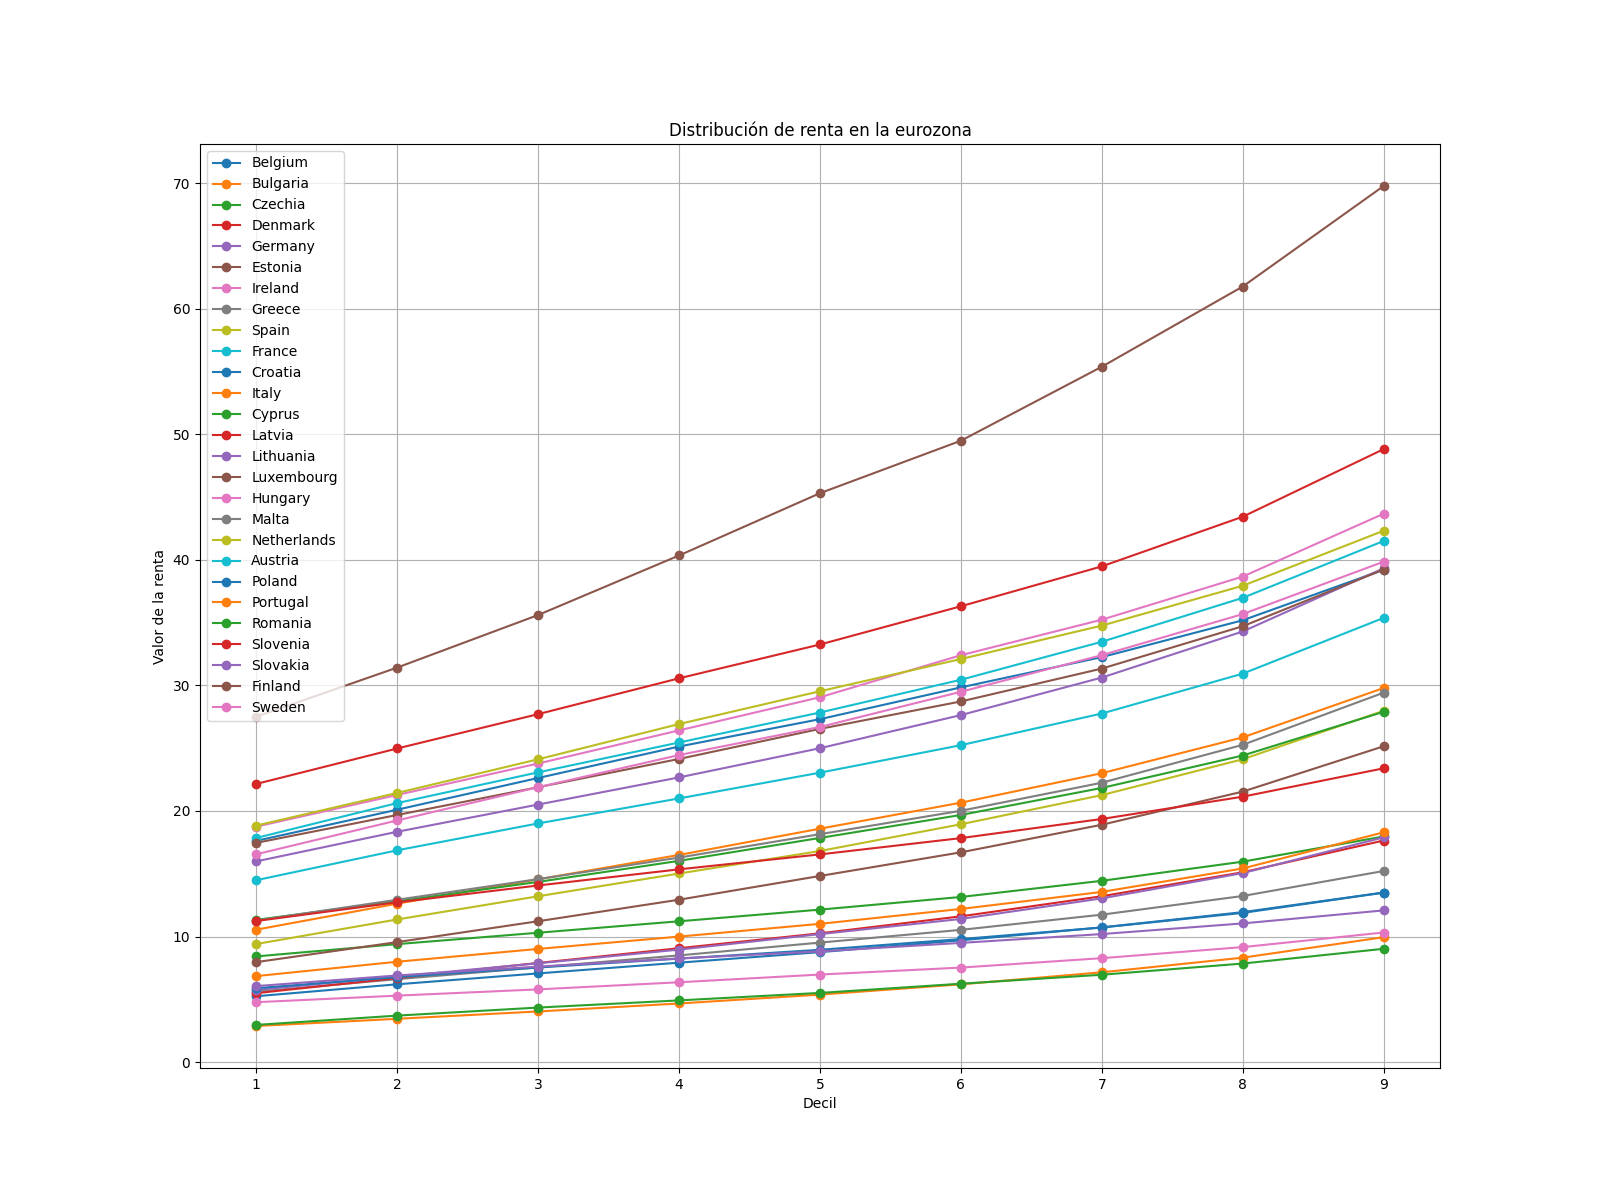 Distribución de renta en la eurozona
Belgium
Bulgaria
Czechia
Denmark
Germany
Estonia
Ireland
Greece
Spain
France
Croatia
Italy
Cyprus
Latvia
Lithuania
Luxembourg
Hungary
Malta
Netherlands
Austria
Poland
Portugal
Romania
Slovenia
Slovakia
Finland
Sweden
Valor de la renta
70
60
50
40
30
20
10
0
1 2 3 4 5 6 7 8 9
Decil